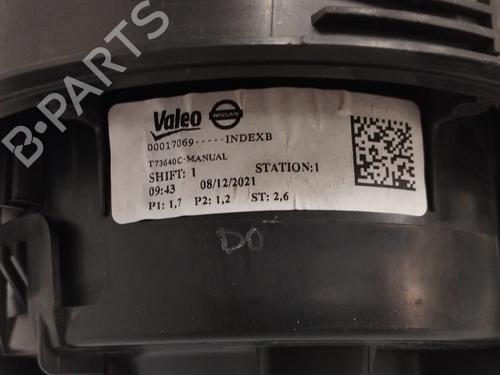 Valeo NISSAN
00017069-----INDEXB
T73640C-MANUAL
SHIFT: 1 STATION:1
09:43 08/12/2021
P1: 1,7 P2: 1,2 ST: 2,6
DO
B-PARTS